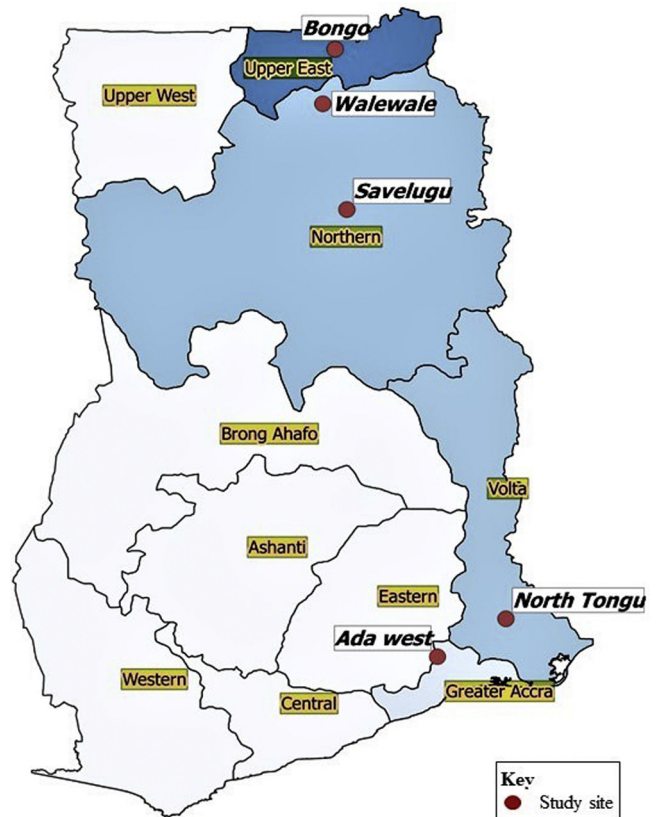 Bongo
Upper East
Upper West
Walewale
Savelugu
Northern
Brong Ahafo
Volta
Ashanti
Eastern
North Tongu
Ada west
Western
Central
Greater Accra
Key
Study site